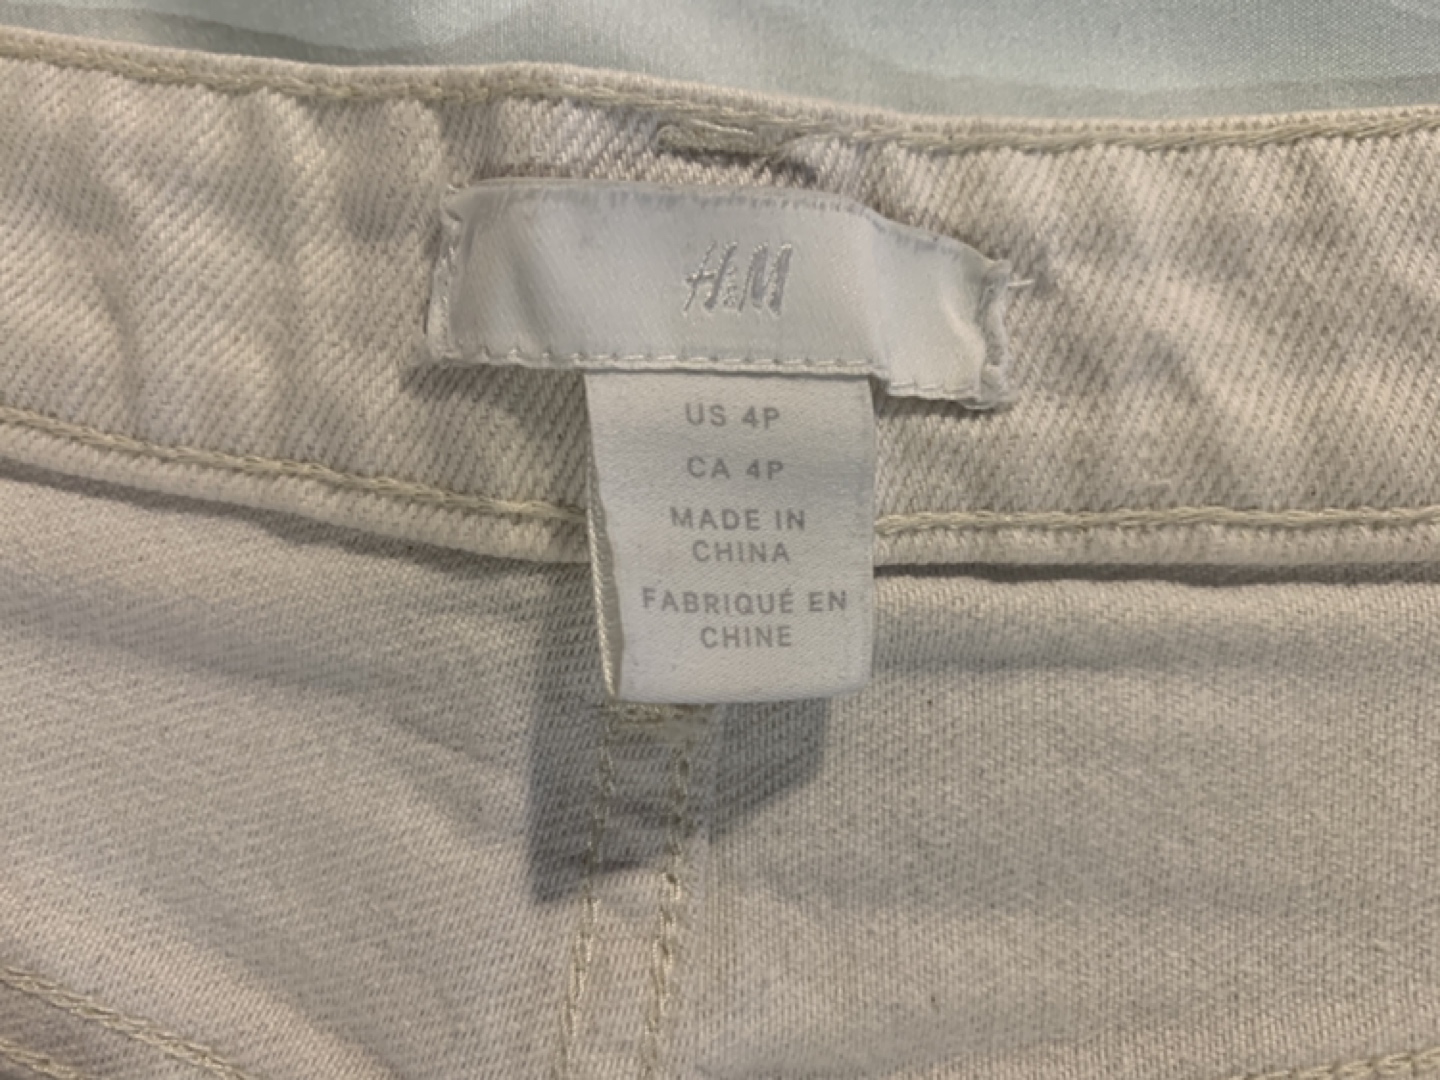 H&M
US 4P
CA 4P
MADE IN
CHINA
FABRIQUÉ EN
CHINE